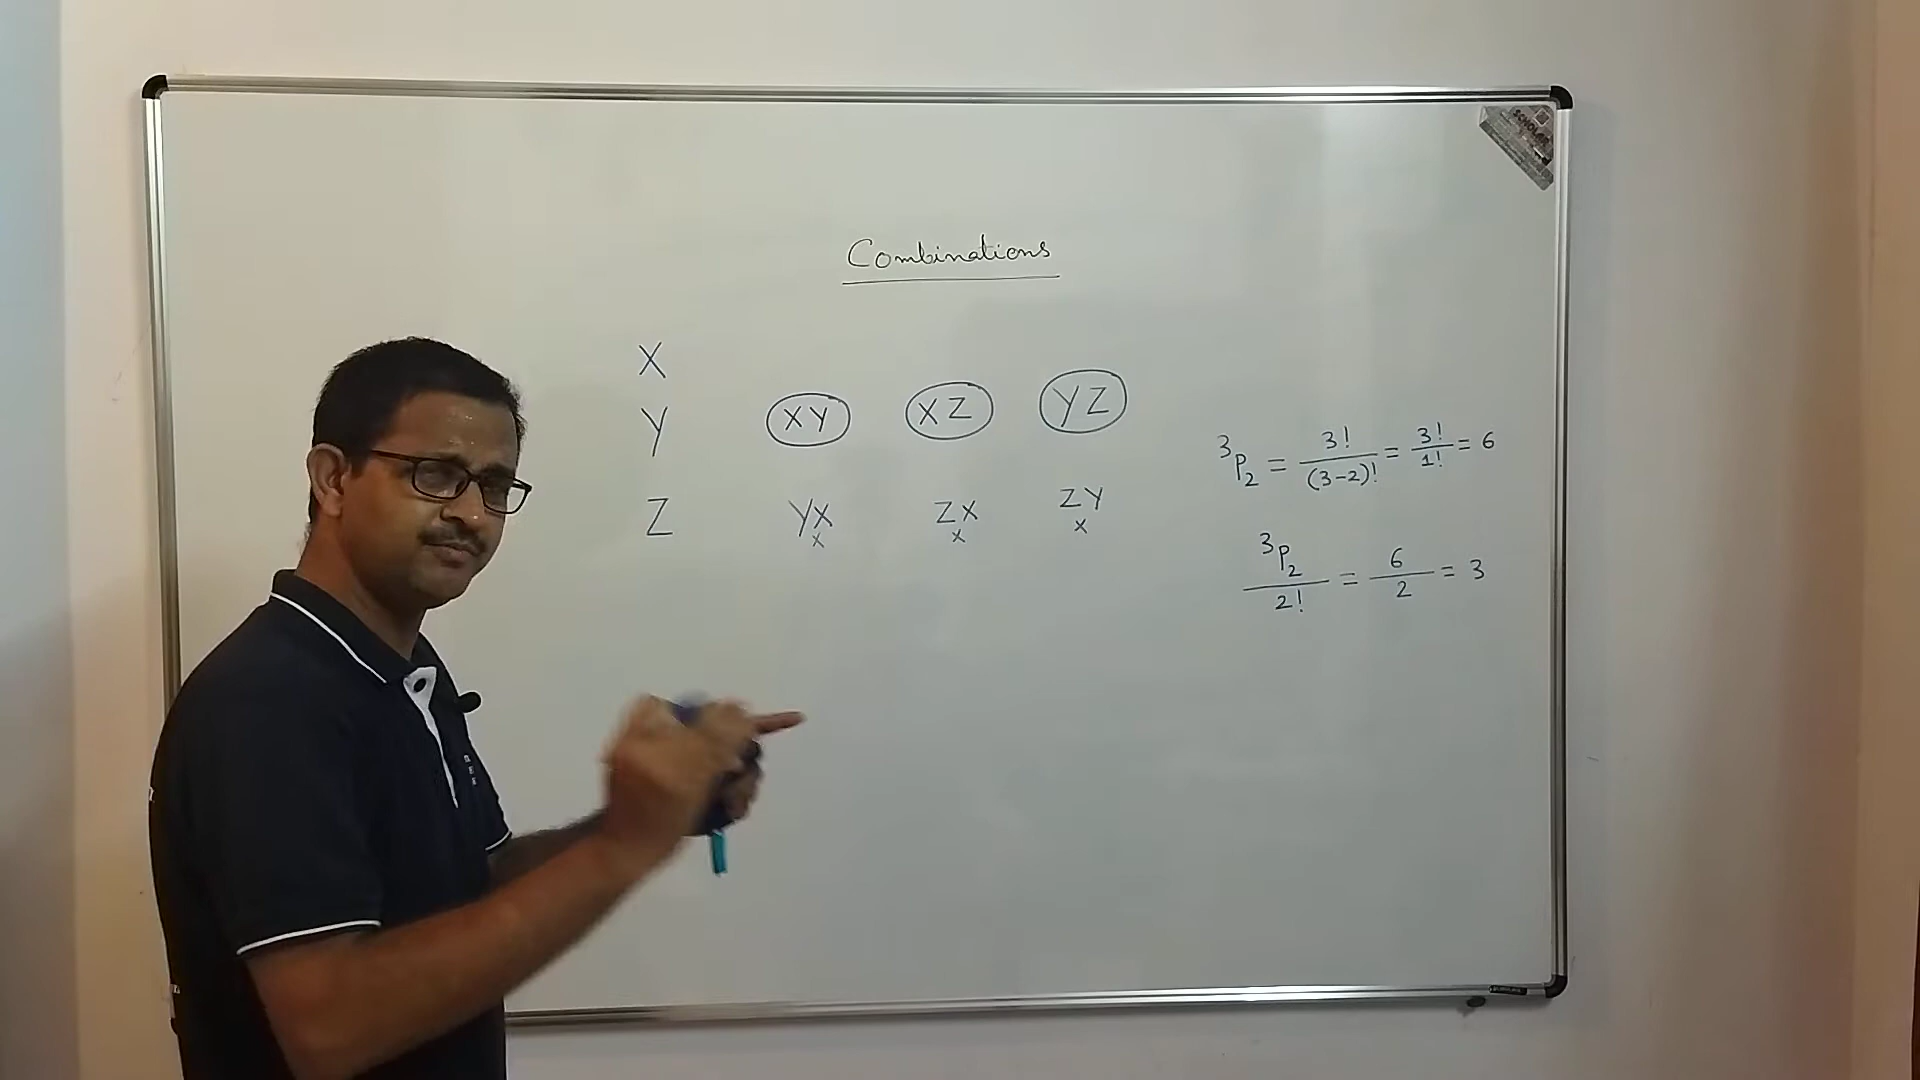 SCHOLAR
Combinations
X
Y XY XZ YZ
Z YX ZX ZY
x x x
³P₂ = 3!/(3-2)! = 3!/1! = 6
³P₂/2! = 6/2 = 3